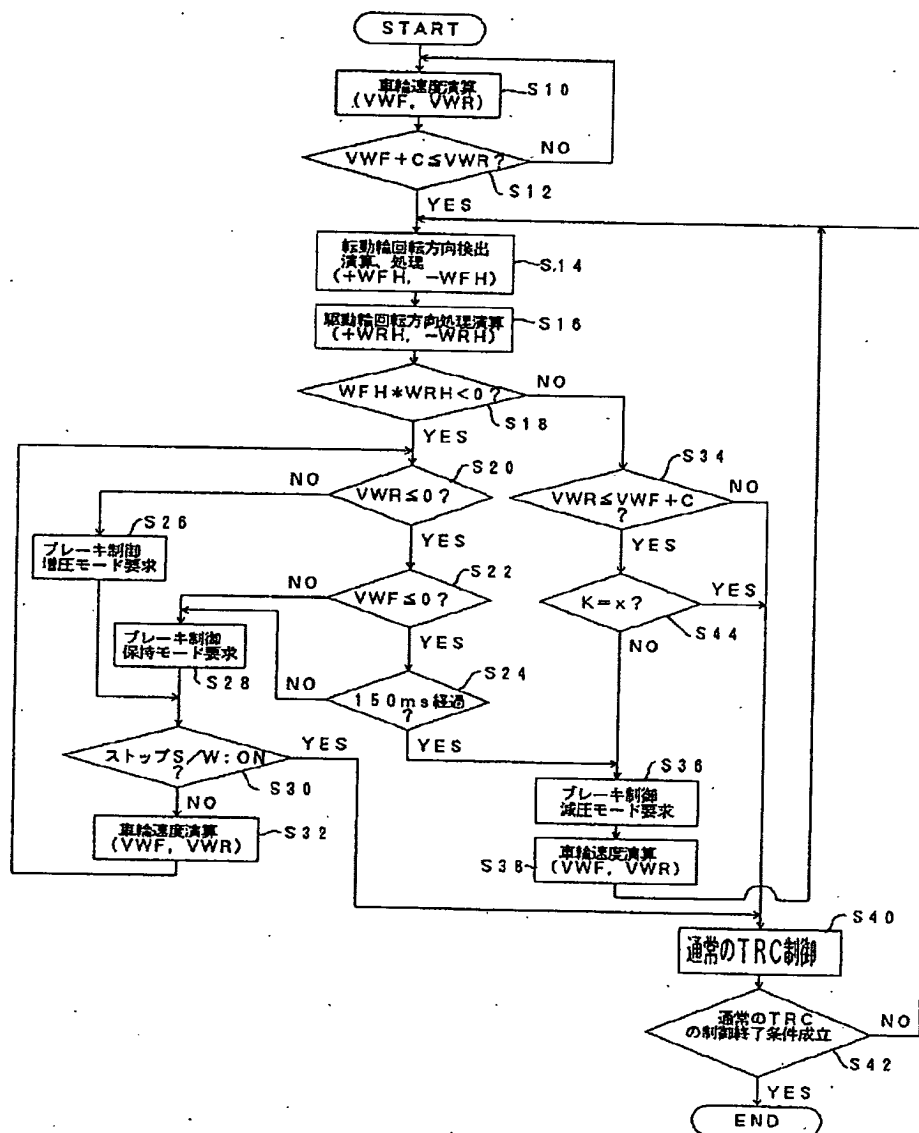 START
車輪速度演算
(VWF, VWR)
S10
VWF+C≦VWR?
NO
S12
YES
転動輪回転方向検出
演算、処理
(+WFH, -WFH)
S.14
駆動輪回転方向処理演算
(+WRH, -WRH)
S16
WFH*WRH<0?
NO
S18
YES
S20
NO
VWR≦0?
YES
S34
VWR≦VWF+C
?
NO
YES
S26
ブレーキ制御
増圧モード要求
S22
NO
VWF≦0?
YES
K=x?
YES
S44
NO
ブレーキ制御
保持モード要求
S28
S24
NO
150ms経過
?
YES
ストップS/W:ON
?
YES
S30
NO
S36
ブレーキ制御
減圧モード要求
車輪速度演算
(VWF, VWR)
S32
S38
車輪速度演算
(VWF, VWR)
S40
通常のTRC制御
通常のTRC
の制御終了条件成立
NO
S42
YES
END